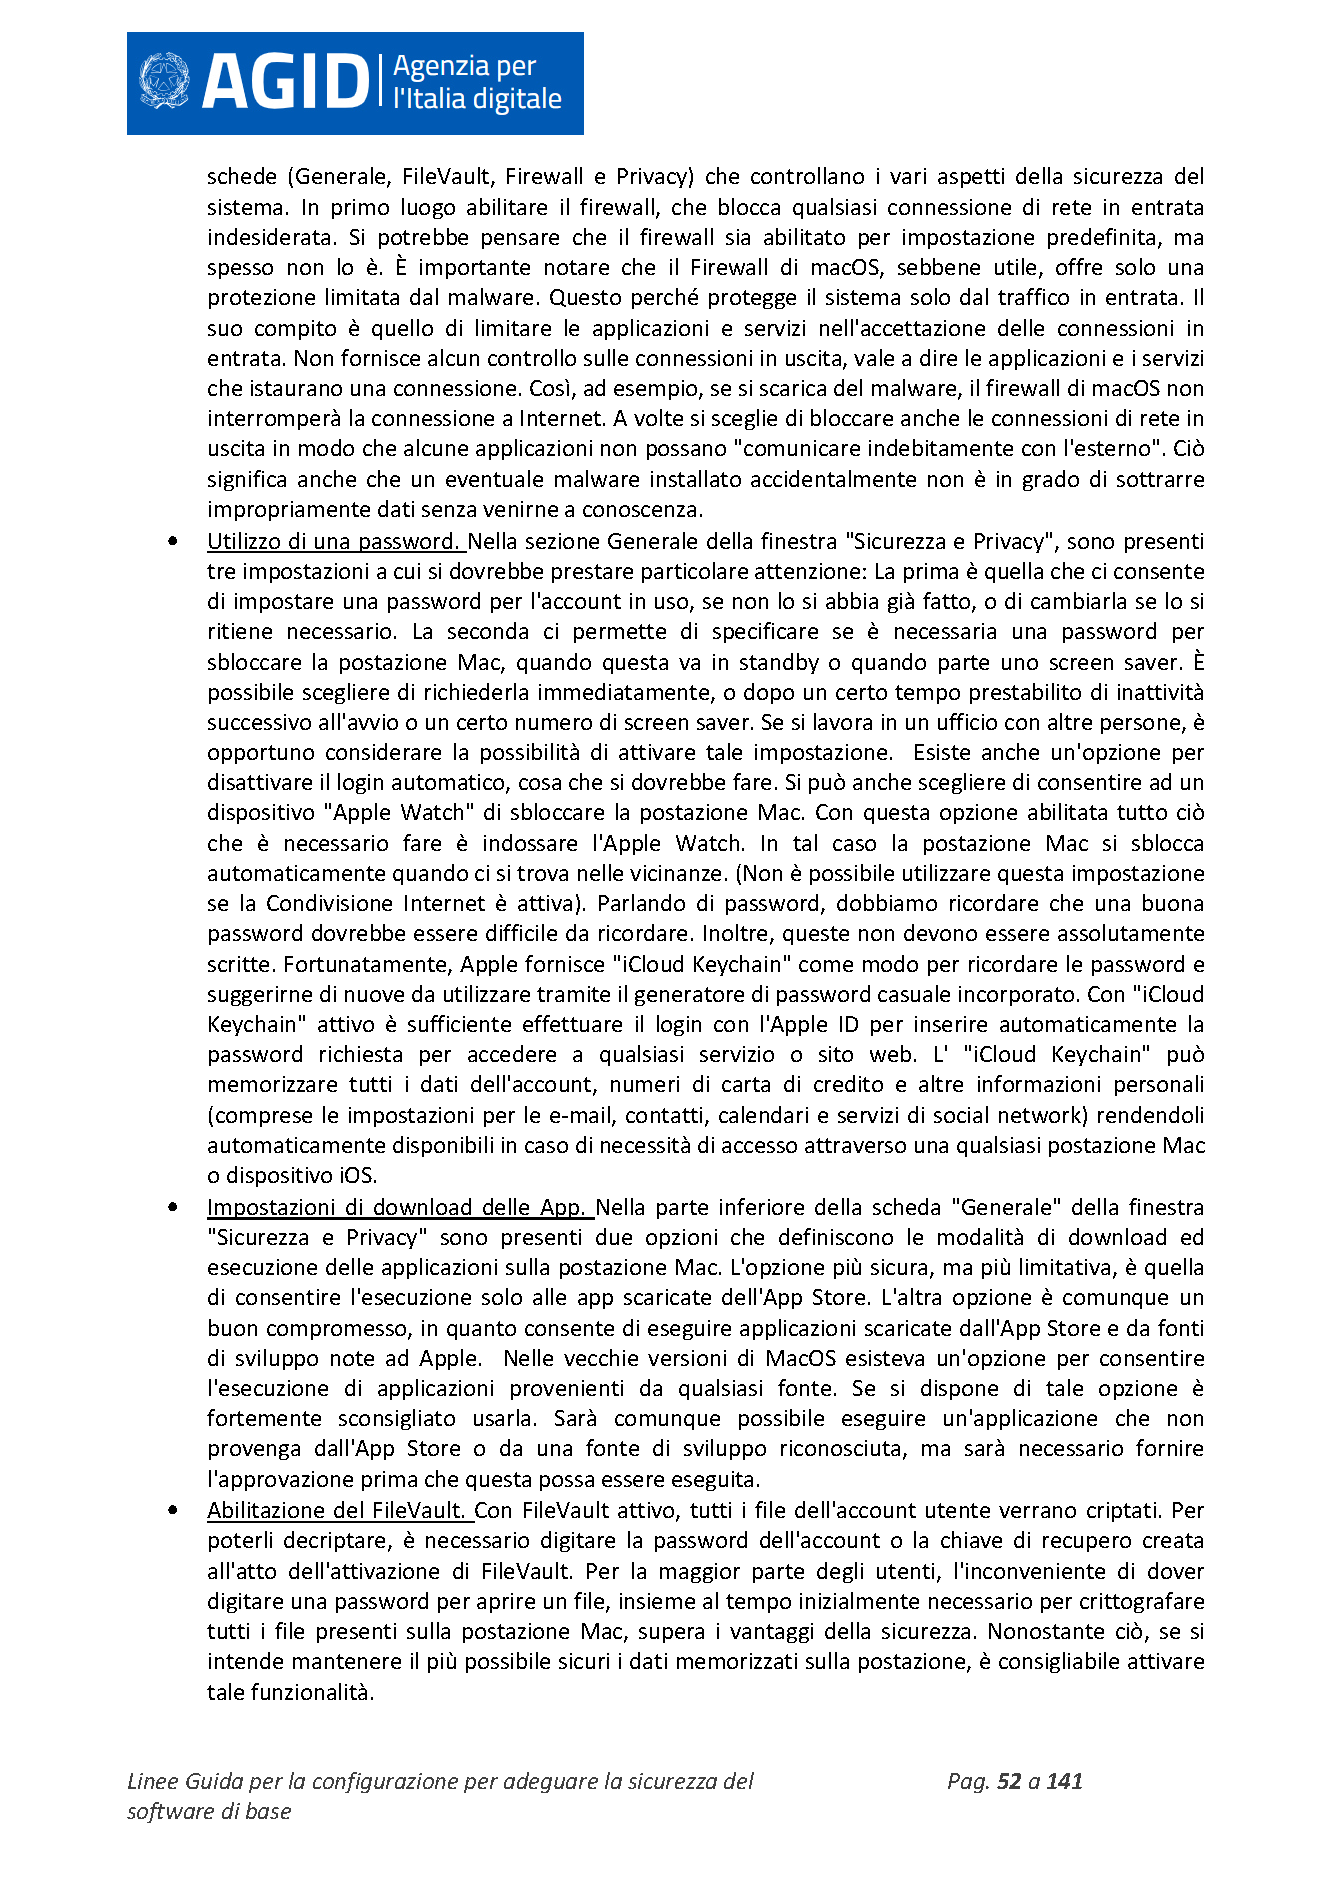 AGID Agenzia per
l'Italia digitale
schede (Generale, FileVault, Firewall e Privacy) che controllano i vari aspetti della sicurezza del
sistema. In primo luogo abilitare il firewall, che blocca qualsiasi connessione di rete in entrata
indesiderata. Si potrebbe pensare che il firewall sia abilitato per impostazione predefinita, ma
spesso non lo è. È importante notare che il Firewall di macOS, sebbene utile, offre solo una
protezione limitata dal malware. Questo perché protegge il sistema solo dal traffico in entrata. Il
suo compito è quello di limitare le applicazioni e servizi nell'accettazione delle connessioni in
entrata. Non fornisce alcun controllo sulle connessioni in uscita, vale a dire le applicazioni e i servizi
che istaurano una connessione. Così, ad esempio, se si scarica del malware, il firewall di macOS non
interromperà la connessione a Internet. A volte si sceglie di bloccare anche le connessioni di rete in
uscita in modo che alcune applicazioni non possano "comunicare indebitamente con l'esterno". Ciò
significa anche che un eventuale malware installato accidentalmente non è in grado di sottrarre
impropriamente dati senza venirne a conoscenza.
• Utilizzo di una password. Nella sezione Generale della finestra "Sicurezza e Privacy", sono presenti
tre impostazioni a cui si dovrebbe prestare particolare attenzione: La prima è quella che ci consente
di impostare una password per l'account in uso, se non lo si abbia già fatto, o di cambiarla se lo si
ritiene necessario. La seconda ci permette di specificare se è necessaria una password per
sbloccare la postazione Mac, quando questa va in standby o quando parte uno screen saver. È
possibile scegliere di richiederla immediatamente, o dopo un certo tempo prestabilito di inattività
successivo all'avvio o un certo numero di screen saver. Se si lavora in un ufficio con altre persone, è
opportuno considerare la possibilità di attivare tale impostazione. Esiste anche un'opzione per
disattivare il login automatico, cosa che si dovrebbe fare. Si può anche scegliere di consentire ad un
dispositivo "Apple Watch" di sbloccare la postazione Mac. Con questa opzione abilitata tutto ciò
che è necessario fare è indossare l'Apple Watch. In tal caso la postazione Mac si sblocca
automaticamente quando ci si trova nelle vicinanze. (Non è possibile utilizzare questa impostazione
se la Condivisione Internet è attiva). Parlando di password, dobbiamo ricordare che una buona
password dovrebbe essere difficile da ricordare. Inoltre, queste non devono essere assolutamente
scritte. Fortunatamente, Apple fornisce "iCloud Keychain" come modo per ricordare le password e
suggerirne di nuove da utilizzare tramite il generatore di password casuale incorporato. Con "iCloud
Keychain" attivo è sufficiente effettuare il login con l'Apple ID per inserire automaticamente la
password richiesta per accedere a qualsiasi servizio o sito web. L' "iCloud Keychain" può
memorizzare tutti i dati dell'account, numeri di carta di credito e altre informazioni personali
(comprese le impostazioni per le e-mail, contatti, calendari e servizi di social network) rendendoli
automaticamente disponibili in caso di necessità di accesso attraverso una qualsiasi postazione Mac
o dispositivo iOS.
• Impostazioni di download delle App. Nella parte inferiore della scheda "Generale" della finestra
"Sicurezza e Privacy" sono presenti due opzioni che definiscono le modalità di download ed
esecuzione delle applicazioni sulla postazione Mac. L'opzione più sicura, ma più limitativa, è quella
di consentire l'esecuzione solo alle app scaricate dell'App Store. L'altra opzione è comunque un
buon compromesso, in quanto consente di eseguire applicazioni scaricate dall'App Store e da fonti
di sviluppo note ad Apple. Nelle vecchie versioni di MacOS esisteva un'opzione per consentire
l'esecuzione di applicazioni provenienti da qualsiasi fonte. Se si dispone di tale opzione è
fortemente sconsigliato usarla. Sarà comunque possibile eseguire un'applicazione che non
provenga dall'App Store o da una fonte di sviluppo riconosciuta, ma sarà necessario fornire
l'approvazione prima che questa possa essere eseguita.
• Abilitazione del FileVault. Con FileVault attivo, tutti i file dell'account utente verrano criptati. Per
poterli decriptare, è necessario digitare la password dell'account o la chiave di recupero creata
all'atto dell'attivazione di FileVault. Per la maggior parte degli utenti, l'inconveniente di dover
digitare una password per aprire un file, insieme al tempo inizialmente necessario per crittografare
tutti i file presenti sulla postazione Mac, supera i vantaggi della sicurezza. Nonostante ciò, se si
intende mantenere il più possibile sicuri i dati memorizzati sulla postazione, è consigliabile attivare
tale funzionalità.
Linee Guida per la configurazione per adeguare la sicurezza del Pag. 52 a 141
software di base